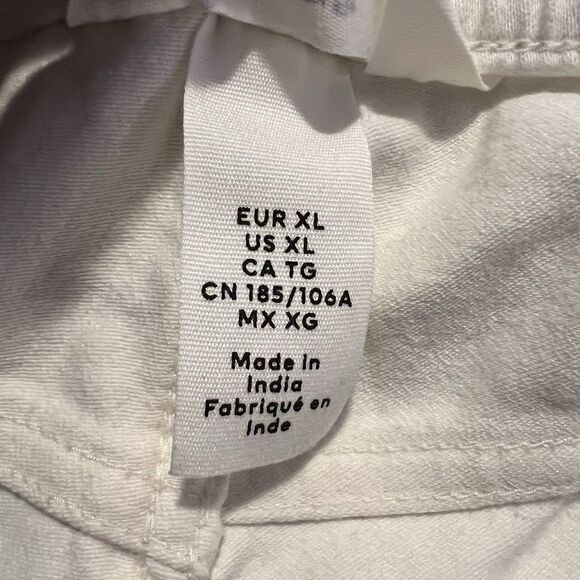 EUR XL
US XL
CA TG
CN 185/106A
MX XG
Made in
India
Fabriqué en
Inde